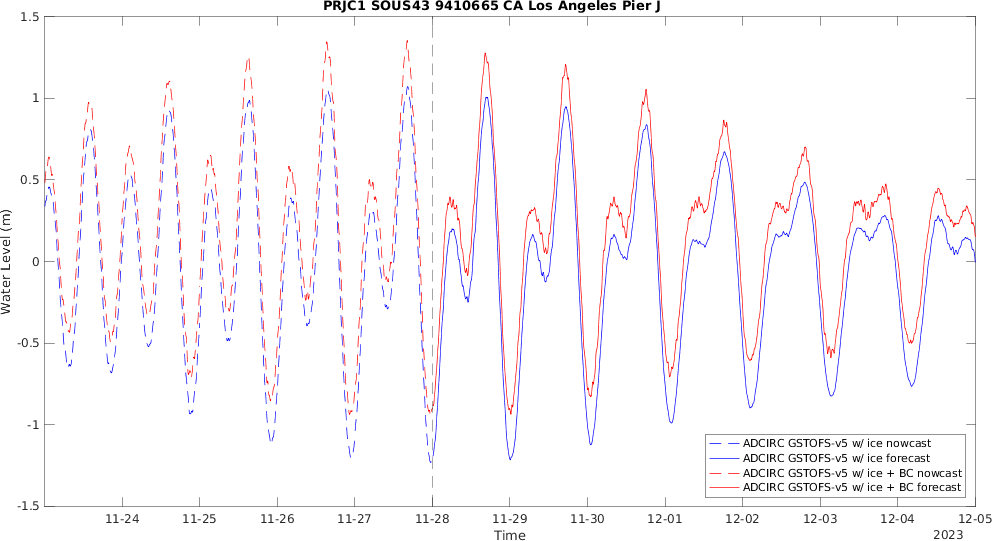 PRJC1 SOUS43 9410665 CA Los Angeles Pier J
1.5
1
0.5
0
-0.5
-1
-1.5
Water Level (m)
11-24 11-25 11-26 11-27 11-28 11-29 11-30 12-01 12-02 12-03 12-04 12-05
Time
2023
ADCIRC GSTOFS-v5 w/ ice nowcast
ADCIRC GSTOFS-v5 w/ ice forecast
ADCIRC GSTOFS-v5 w/ ice + BC nowcast
ADCIRC GSTOFS-v5 w/ ice + BC forecast